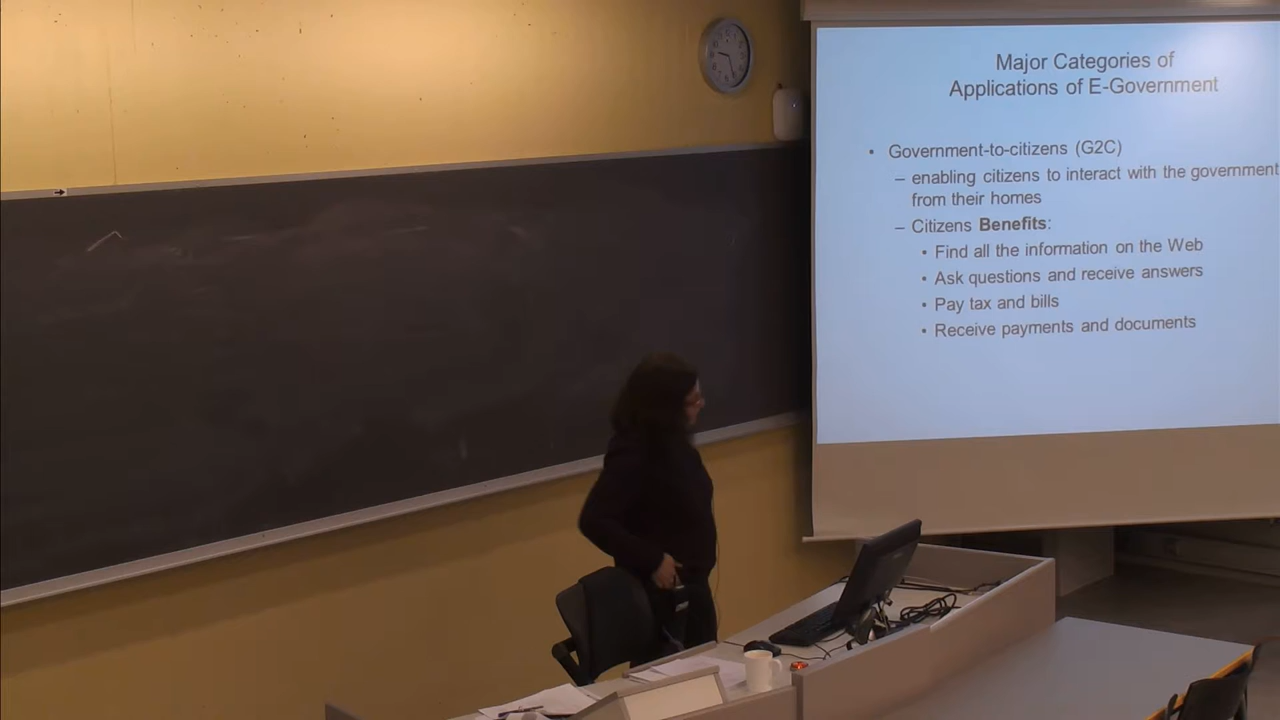 Major Categories of
Applications of E-Government
• Government-to-citizens (G2C)
– enabling citizens to interact with the government
from their homes
– Citizens Benefits:
• Find all the information on the Web
• Ask questions and receive answers
• Pay tax and bills
• Receive payments and documents